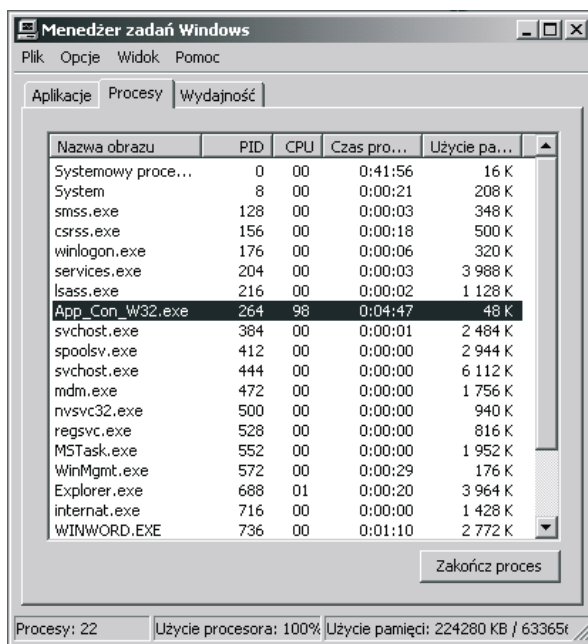 Menedżer zadań Windows
Plik Opcje Widok Pomoc
Aplikacje Procesy Wydajność
Nazwa obrazu PID CPU Czas pro... Użycie pa...
Systemowy proce... 0 00 0:41:56 16 K
System 8 00 0:00:21 208 K
smss.exe 128 00 0:00:03 348 K
csrss.exe 156 00 0:00:18 500 K
winlogon.exe 176 00 0:00:06 320 K
services.exe 204 00 0:00:03 3 988 K
lsass.exe 216 00 0:00:02 1 128 K
App_Con_W32.exe 264 98 0:04:47 48 K
svchost.exe 384 00 0:00:01 2 484 K
spoolsv.exe 412 00 0:00:00 2 944 K
svchost.exe 444 00 0:00:00 6 112 K
mdm.exe 472 00 0:00:00 1 756 K
nvsvc32.exe 500 00 0:00:00 940 K
regsvc.exe 528 00 0:00:00 816 K
MSTask.exe 552 00 0:00:00 1 952 K
WinMgmt.exe 572 00 0:00:29 176 K
Explorer.exe 688 01 0:00:20 3 964 K
internat.exe 716 00 0:00:00 1 428 K
WINWORD.EXE 736 00 0:01:10 2 772 K
Zakończ proces
Procesy: 22 Użycie procesora: 100% Użycie pamięci: 224280 KB /